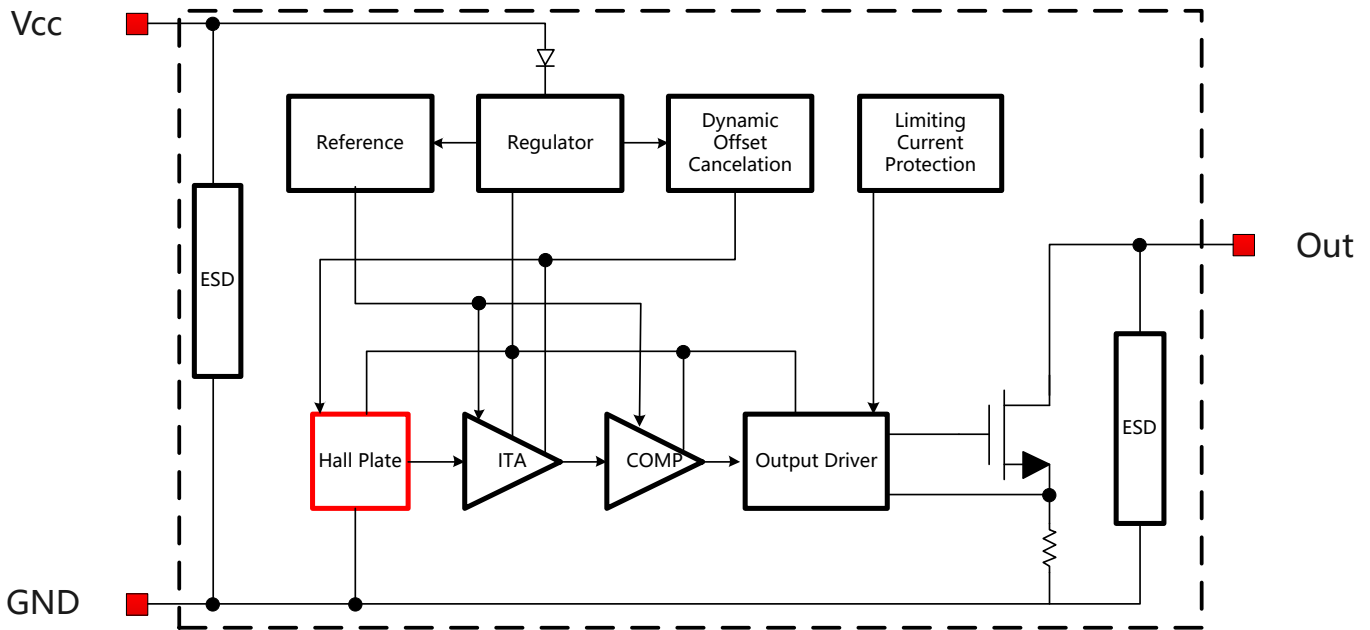 Vcc
Reference
Regulator
Dynamic
Offset
Cancelation
Limiting
Current
Protection
ESD
Out
Hall Plate
ITA
COMP
Output Driver
ESD
GND